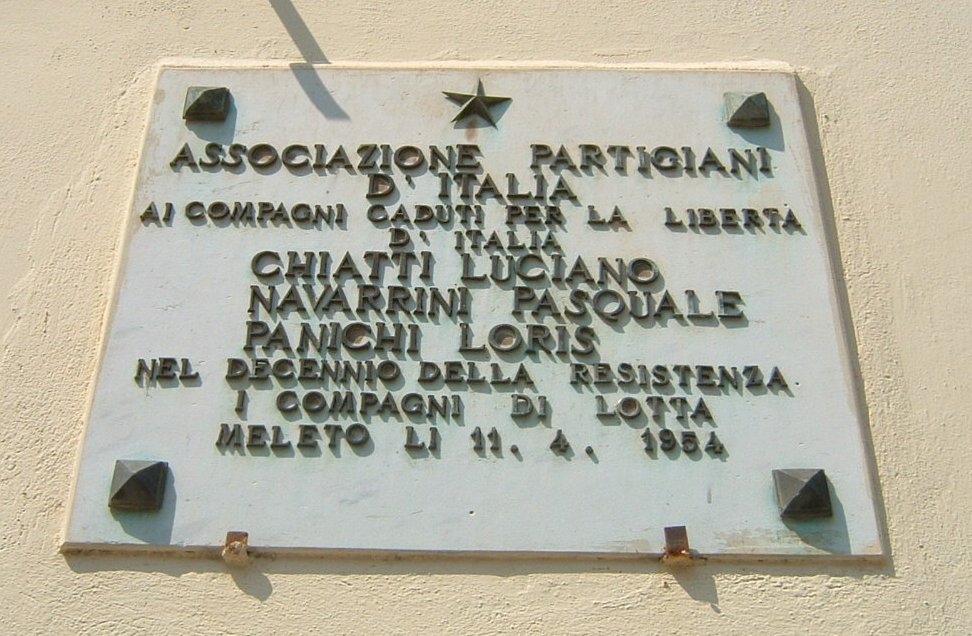 ASSOCIAZIONE PARTIGIANI
D' ITALIA
AI COMPAGNI CADUTI PER LA LIBERTA
D' ITALIA
CHIATTI LUCIANO
NAVARRINI PASQUALE
PANICHI LORIS
NEL DECENNIO DELLA RESISTENZA
I COMPAGNI DI LOTTA
MELETO LI 11. 4. 1954